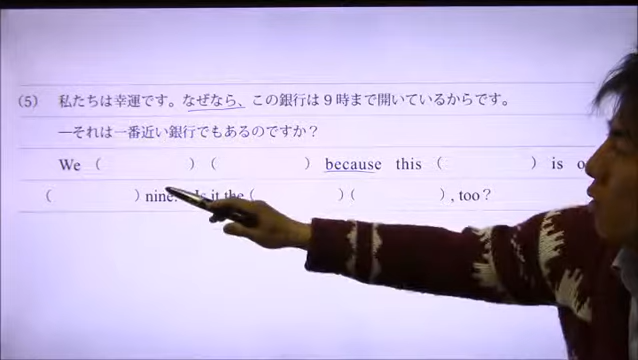 (5) 私たちは幸運です。なぜなら、この銀行は9時まで開いているからです。
―それは一番近い銀行でもあるのですか？
We (　　　) (　　　) because this (　　　) is
(　　　) nine. Is it the (　　　) (　　　), too?